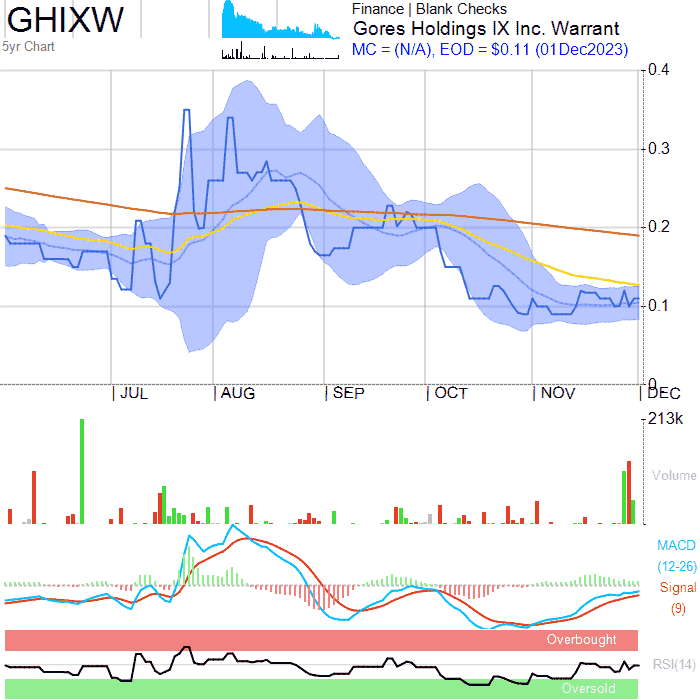 GHIXW
5yr Chart
Finance | Blank Checks
Gores Holdings IX Inc. Warrant
MC = (N/A), EOD = $0.11 (01Dec2023)
0.4
0.3
0.2
0.1
0
JUL AUG SEP OCT NOV DEC
213k
Volume
MACD
(12-26)
Signal
(9)
Overbought
RSI(14)
Oversold